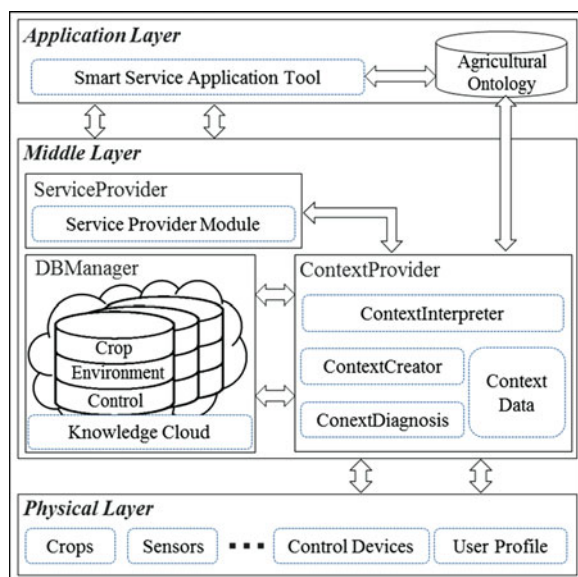 Application Layer
Smart Service Application Tool
Agricultural
Ontology
Middle Layer
ServiceProvider
Service Provider Module
DBManager
Crop
Environment
Control
Knowledge Cloud
ContextProvider
ContextInterpreter
ContextCreator
ConextDiagnosis
Context
Data
Physical Layer
Crops
Sensors
Control Devices
User Profile